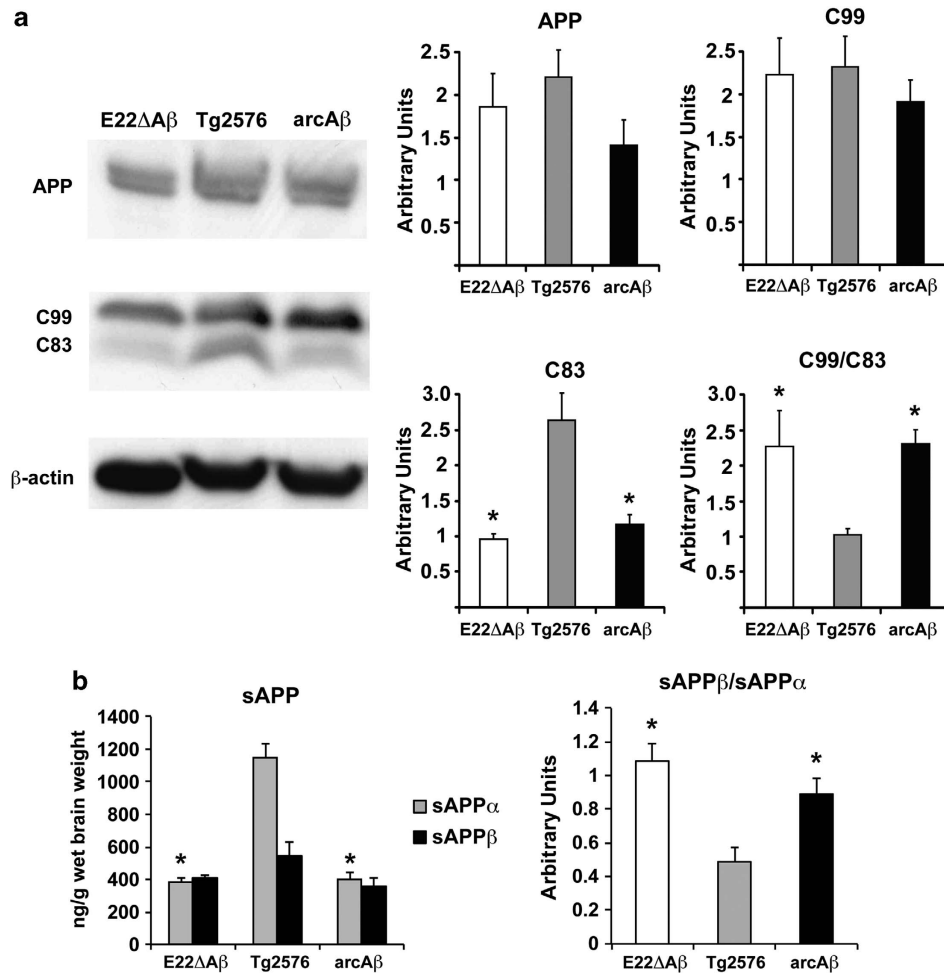 a
E22ΔAβ Tg2576 arcAβ
APP
C99
C83
β-actin
APP
Arbitrary Units
2.5
2
1.5
1
0.5
E22ΔAβ Tg2576 arcAβ
C99
Arbitrary Units
2.5
2
1.5
1
0.5
E22ΔAβ Tg2576 arcAβ
C83
Arbitrary Units
3.0
2.5
2
1.5
1
0.5
* *
E22ΔAβ Tg2576 arcAβ
C99/C83
Arbitrary Units
3.0
2.5
2
1.5
1
0.5
* *
E22ΔAβ Tg2576 arcAβ
b
sAPP
ng/g wet brain weight
1400
1200
1000
800
600
400
200
0
* *
E22ΔAβ Tg2576 arcAβ
sAPPα
sAPPβ
sAPPβ/sAPPα
Arbitrary Units
1.4
1.2
1
0.8
0.6
0.4
0.2
0
* *
E22ΔAβ Tg2576 arcAβ